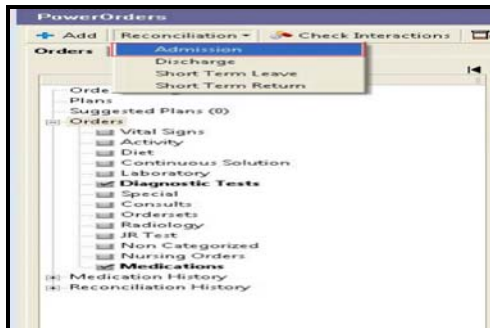 PowerOrders
Add Reconciliation Check Interactions
Orders
Admission
Discharge
Short Term Leave
Short Term Return
Plans
Suggested Plans (0)
Orders
Vital Signs
Activity
Diet
Continuous Solution
Laboratory
Diagnostic Tests
Special
Consults
Ordersets
Radiology
JR Test
Non Categorized
Nursing Orders
Medications
Medication History
Reconciliation History